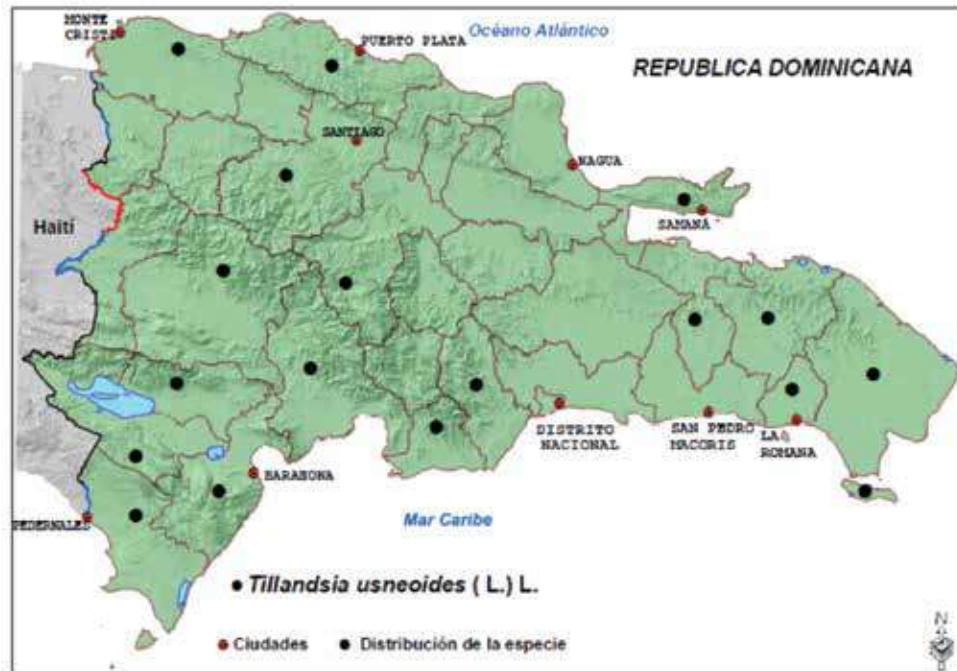 MONTE
CRISTI
PUERTO PLATA
Océano Atlántico
REPUBLICA DOMINICANA
SANTIAGO
NAGUA
Haití
SAMANÁ
DISTRITO
NACIONAL
SAN PEDRO
MACORIS
LA
ROMANA
BARAHONA
PEDERNALES
Mar Caribe
Tillandsia usneoides ( L.) L.
Ciudades
Distribución de la especie
N